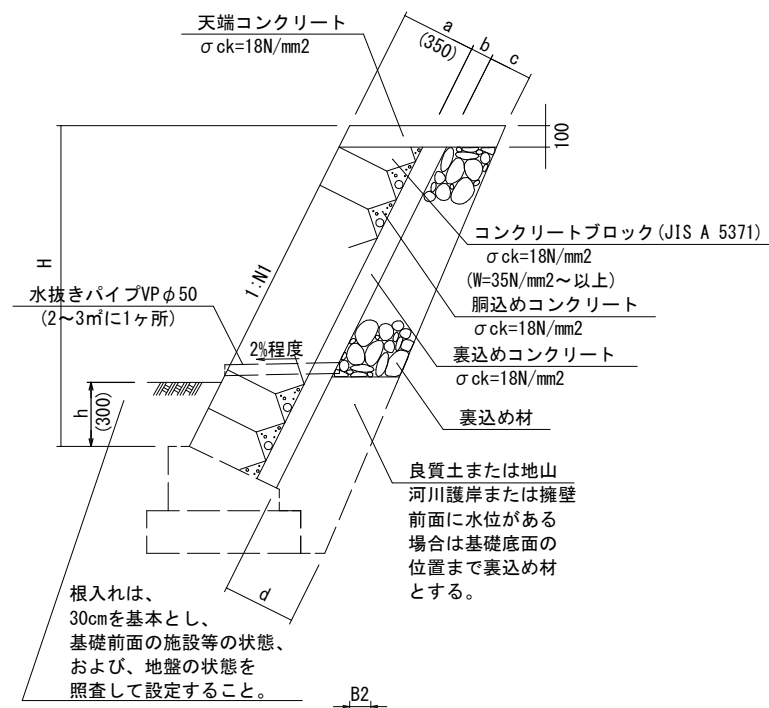 天端コンクリート
σck=18N/mm2
a
(350)
b
c
100
H
1:N1
コンクリートブロック(JIS A 5371)
σck=18N/mm2
(W=35N/mm2～以上)
胴込めコンクリート
σck=18N/mm2
裏込めコンクリート
σck=18N/mm2
裏込め材
水抜きパイプVPφ50
(2～3㎡に1ヶ所)
2%程度
h
(300)
良質土または地山
河川護岸または擁壁
前面に水位がある
場合は基礎底面の
位置まで裏込め材
とする。
d
根入れは、
30cmを基本とし、
基礎前面の施設等の状態、
および、地盤の状態を
照査して設定すること。
B2